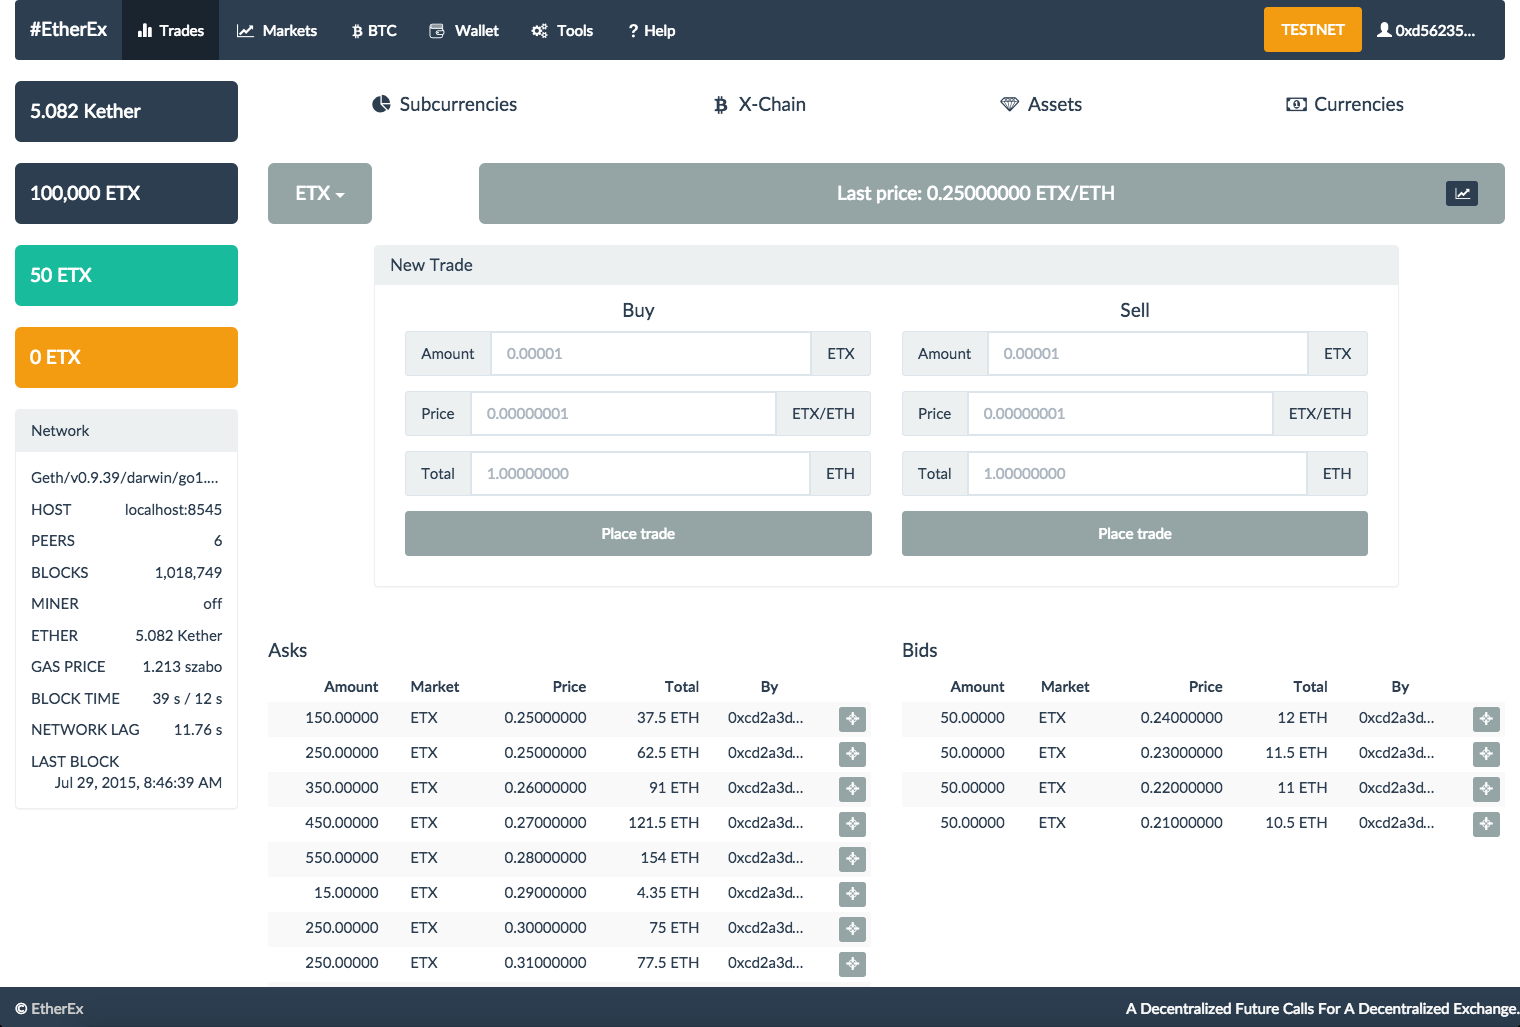 #EtherEx Trades Markets BTC Wallet Tools ? Help TESTNET 0xd56235...
5.082 Kether
100,000 ETX
50 ETX
0 ETX
Network
Geth/v0.9.39/darwin/go1....
HOST localhost:8545
PEERS 6
BLOCKS 1,018,749
MINER off
ETHER 5.082 Kether
GAS PRICE 1.213 szabo
BLOCK TIME 39 s / 12 s
NETWORK LAG 11.76 s
LAST BLOCK
Jul 29, 2015, 8:46:39 AM
Subcurrencies X-Chain Assets Currencies
ETX Last price: 0.25000000 ETX/ETH
New Trade
Buy
Amount 0.00001 ETX
Price 0.00000001 ETX/ETH
Total 1.00000000 ETH
Place trade
Sell
Amount 0.00001 ETX
Price 0.00000001 ETX/ETH
Total 1.00000000 ETH
Place trade
Asks
Amount Market Price Total By
150.00000 ETX 0.25000000 37.5 ETH 0xcd2a3d...
250.00000 ETX 0.25000000 62.5 ETH 0xcd2a3d...
350.00000 ETX 0.26000000 91 ETH 0xcd2a3d...
450.00000 ETX 0.27000000 121.5 ETH 0xcd2a3d...
550.00000 ETX 0.28000000 154 ETH 0xcd2a3d...
15.00000 ETX 0.29000000 4.35 ETH 0xcd2a3d...
250.00000 ETX 0.30000000 75 ETH 0xcd2a3d...
250.00000 ETX 0.31000000 77.5 ETH 0xcd2a3d...
Bids
Amount Market Price Total By
50.00000 ETX 0.24000000 12 ETH 0xcd2a3d...
50.00000 ETX 0.23000000 11.5 ETH 0xcd2a3d...
50.00000 ETX 0.22000000 11 ETH 0xcd2a3d...
50.00000 ETX 0.21000000 10.5 ETH 0xcd2a3d...
© EtherEx A Decentralized Future Calls For A Decentralized Exchange.